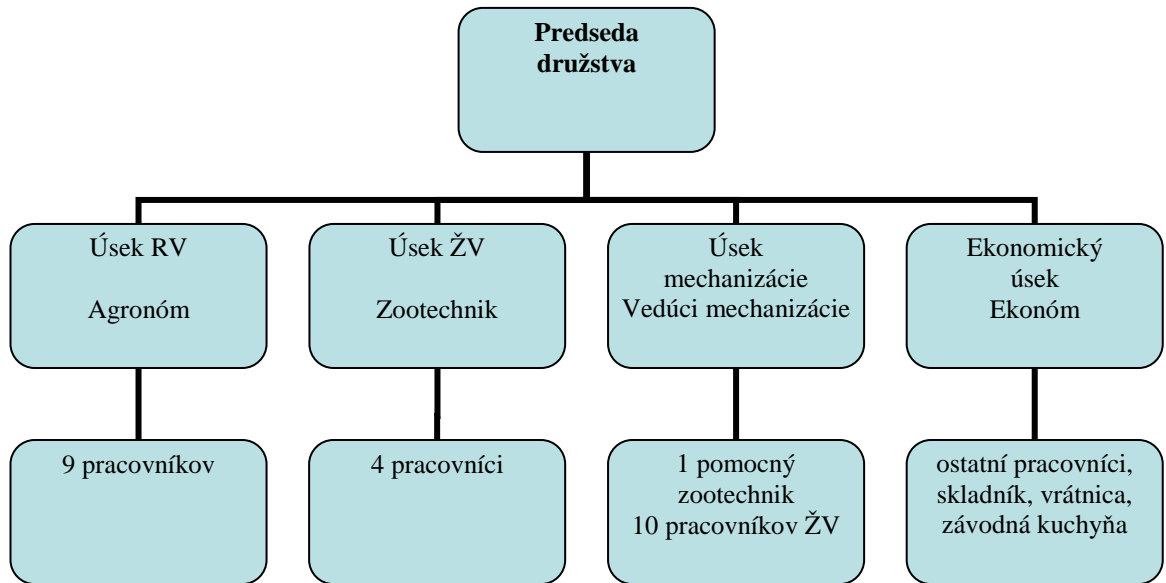 Predseda
družstva
Úsek RV
Agronóm
Úsek ŽV
Zootechnik
Úsek
mechanizácie
Vedúci mechanizácie
Ekonomický
úsek
Ekonóm
9 pracovníkov
4 pracovníci
1 pomocný
zootechnik
10 pracovníkov ŽV
ostatní pracovníci,
skladník, vrátnica,
závodná kuchyňa